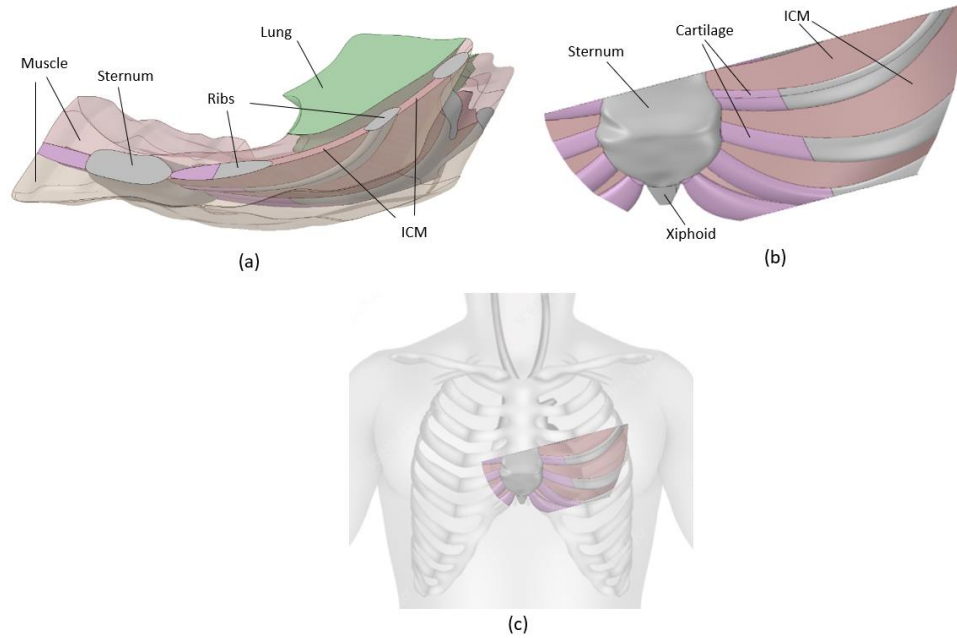 Lung
Muscle
Sternum
Ribs
ICM
(a)
ICM
Cartilage
Sternum
Xiphoid
(b)
(c)